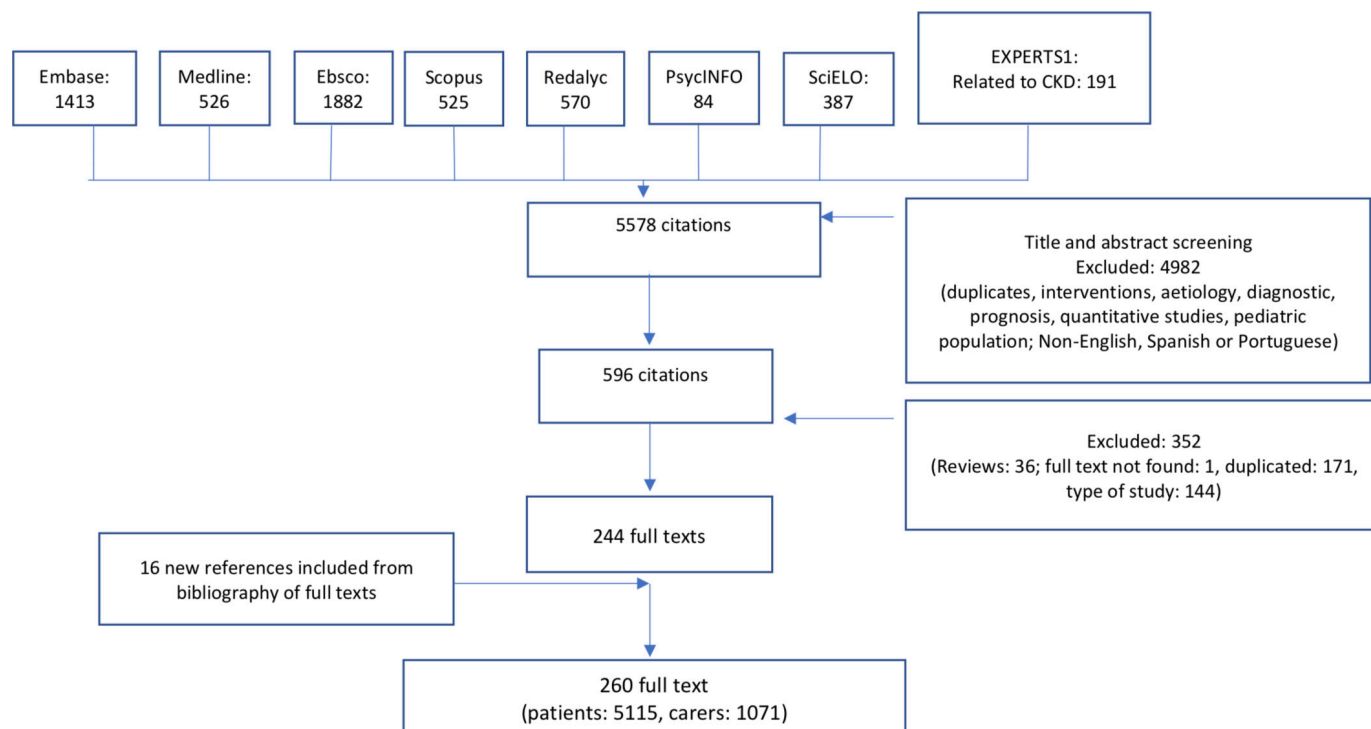 Embase:
1413
Medline:
526
Ebsco:
1882
Scopus
525
Redalyc
570
PsycINFO
84
SciELO:
387
EXPERTS1:
Related to CKD: 191
5578 citations
Title and abstract screening
Excluded: 4982
(duplicates, interventions, aetiology, diagnostic,
prognosis, quantitative studies, pediatric
population; Non-English, Spanish or Portuguese)
596 citations
Excluded: 352
(Reviews: 36; full text not found: 1, duplicated: 171,
type of study: 144)
244 full texts
16 new references included from
bibliography of full texts
260 full text
(patients: 5115, carers: 1071)